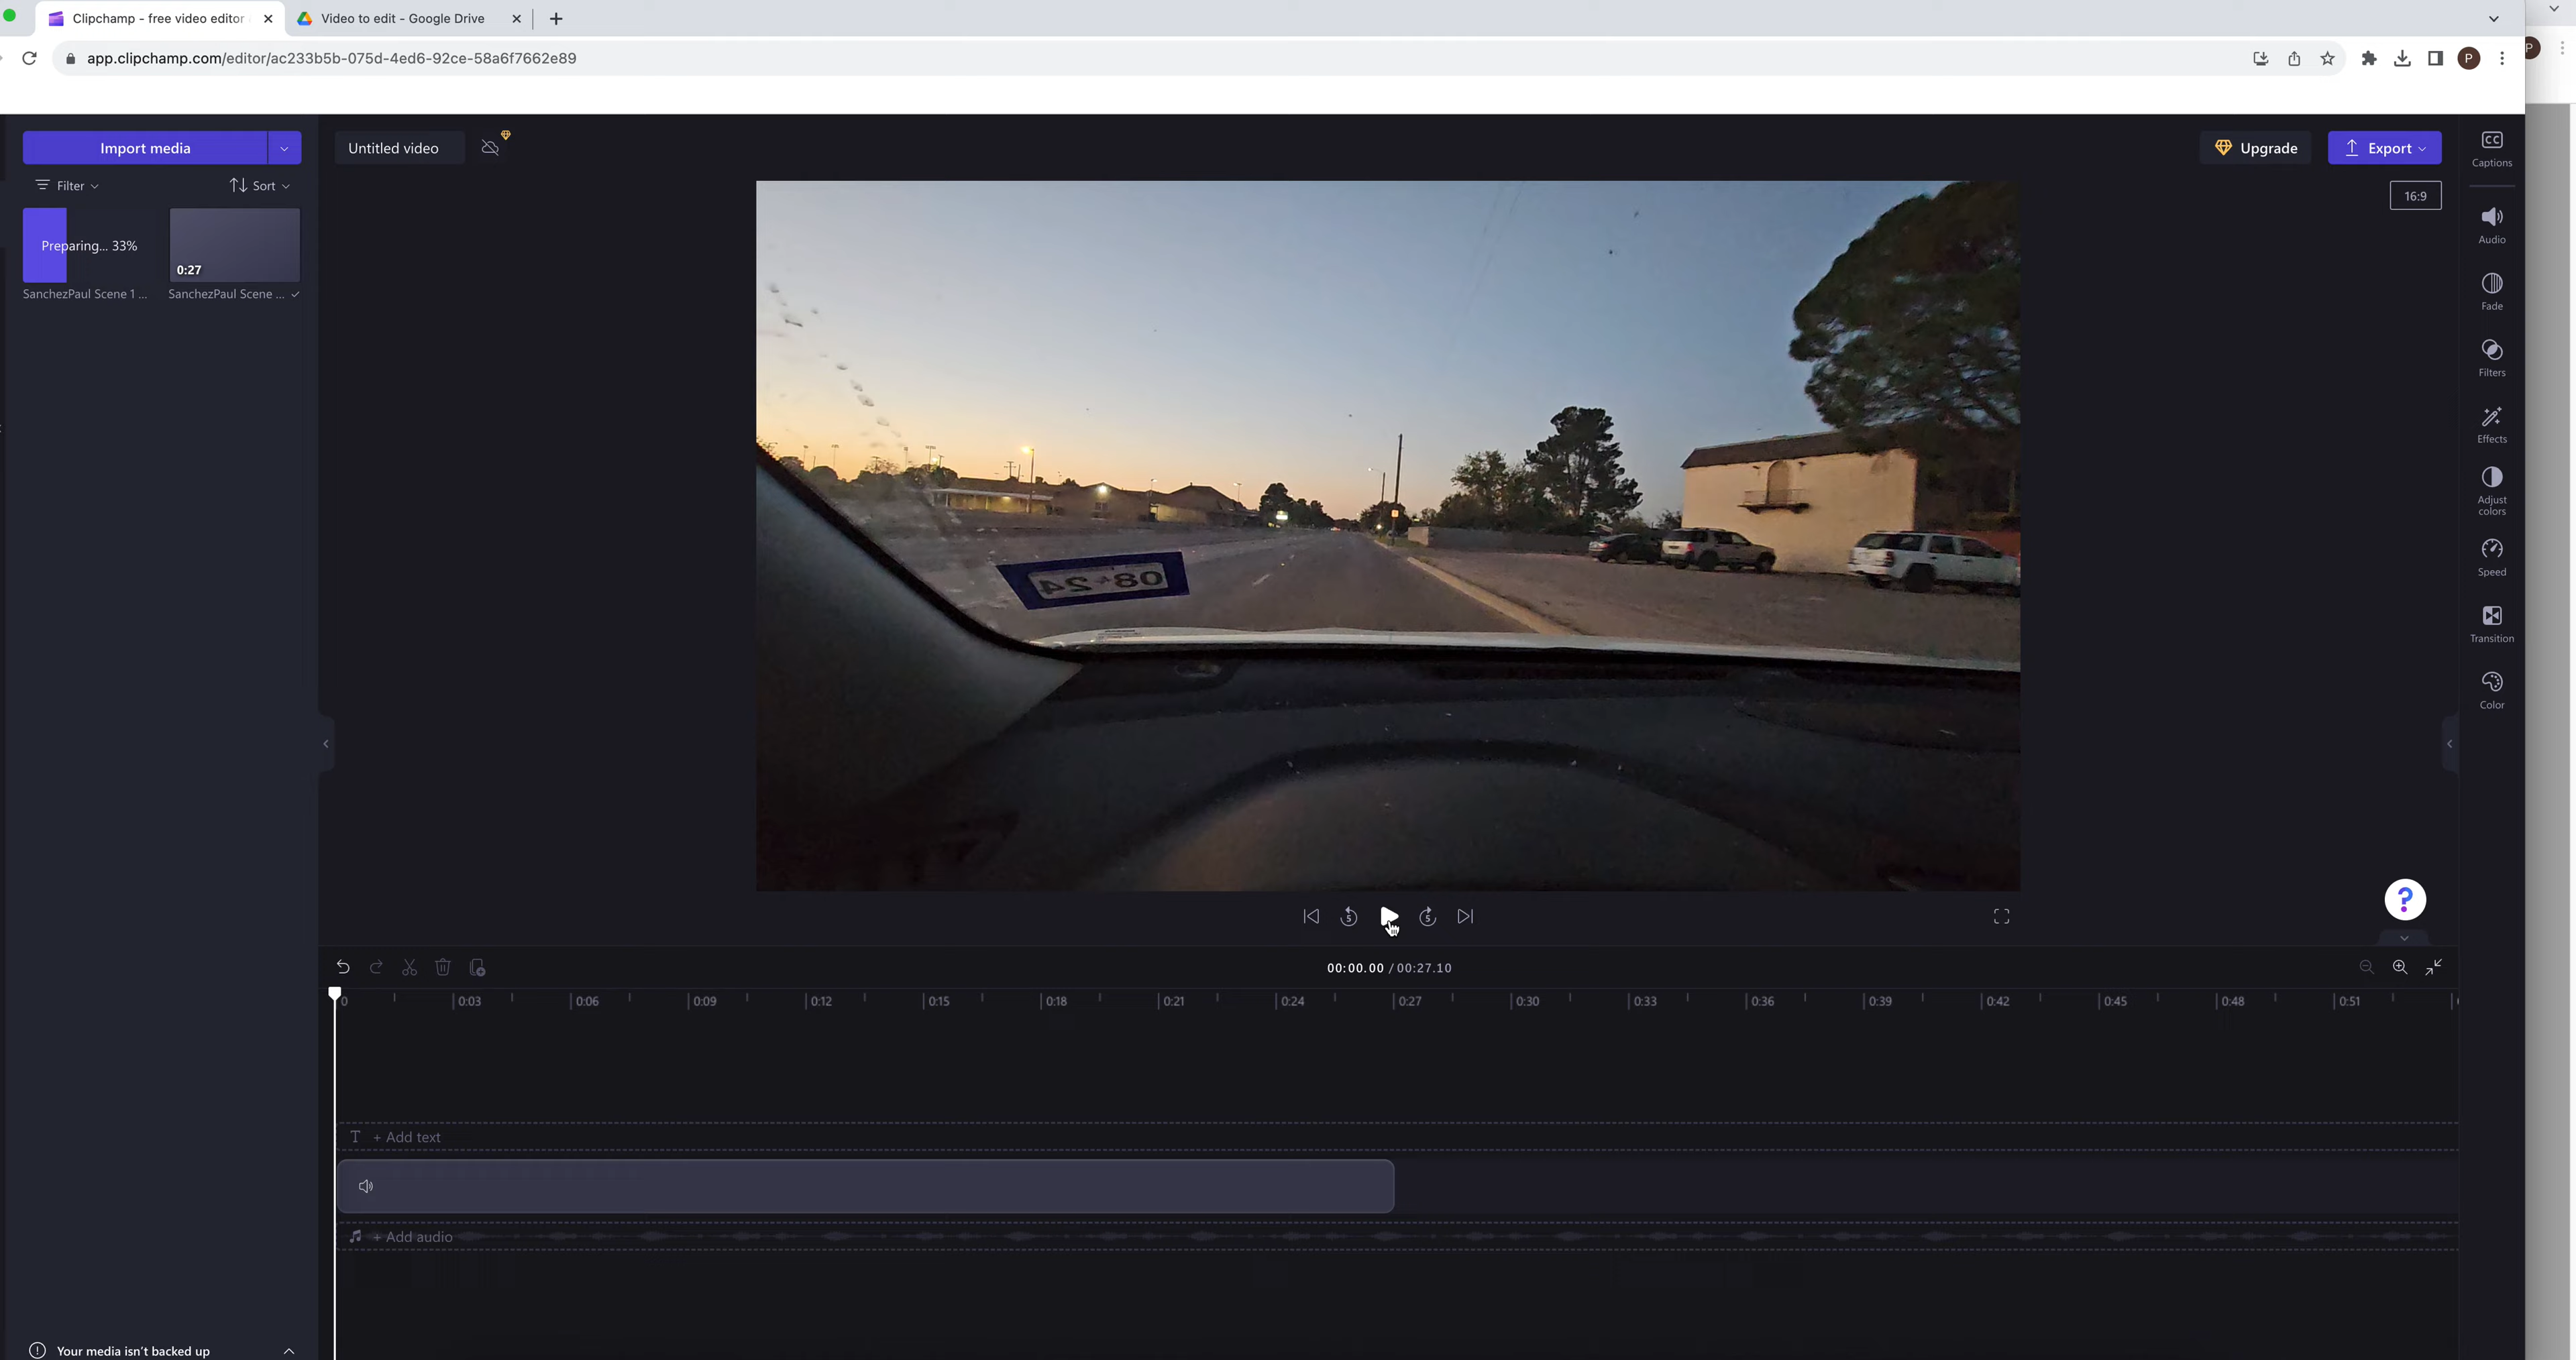 Clipchamp - free video editor
Video to edit - Google Drive
app.clipchamp.com/editor/ac233b5b-075d-4ed6-92ce-58a6f7662e89
P
P
Import media
Untitled video
Upgrade
Export
CC
Captions
Filter
Sort
16:9
Preparing... 33%
0:27
SanchezPaul Scene 1 ...
SanchezPaul Scene ...
Audio
Fade
Filters
Effects
Adjust
colors
Speed
Transition
Color
08 24
5
5
?
00:00.00 / 00:27.10
0
0:03
0:06
0:09
0:12
0:15
0:18
0:21
0:24
0:27
0:30
0:33
0:36
0:39
0:42
0:45
0:48
0:51
T + Add text
+ Add audio
Your media isn't backed up